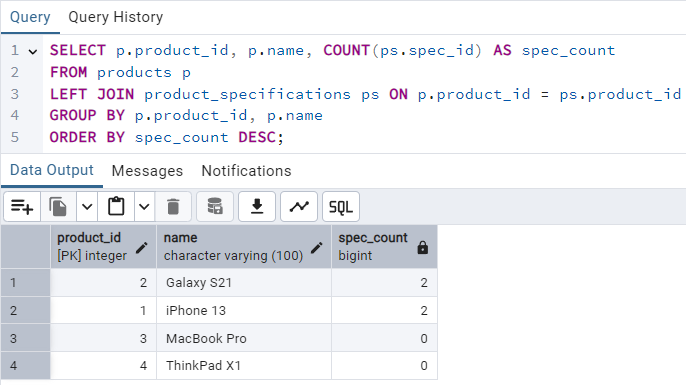 Query Query History
1 SELECT p.product_id, p.name, COUNT(ps.spec_id) AS spec_count
2 FROM products p
3 LEFT JOIN product_specifications ps ON p.product_id = ps.product_id
4 GROUP BY p.product_id, p.name
5 ORDER BY spec_count DESC;
Data Output Messages Notifications
SQL
product_id name spec_count
[PK] integer character varying (100) bigint
1 2 Galaxy S21 2
2 1 iPhone 13 2
3 3 MacBook Pro 0
4 4 ThinkPad X1 0